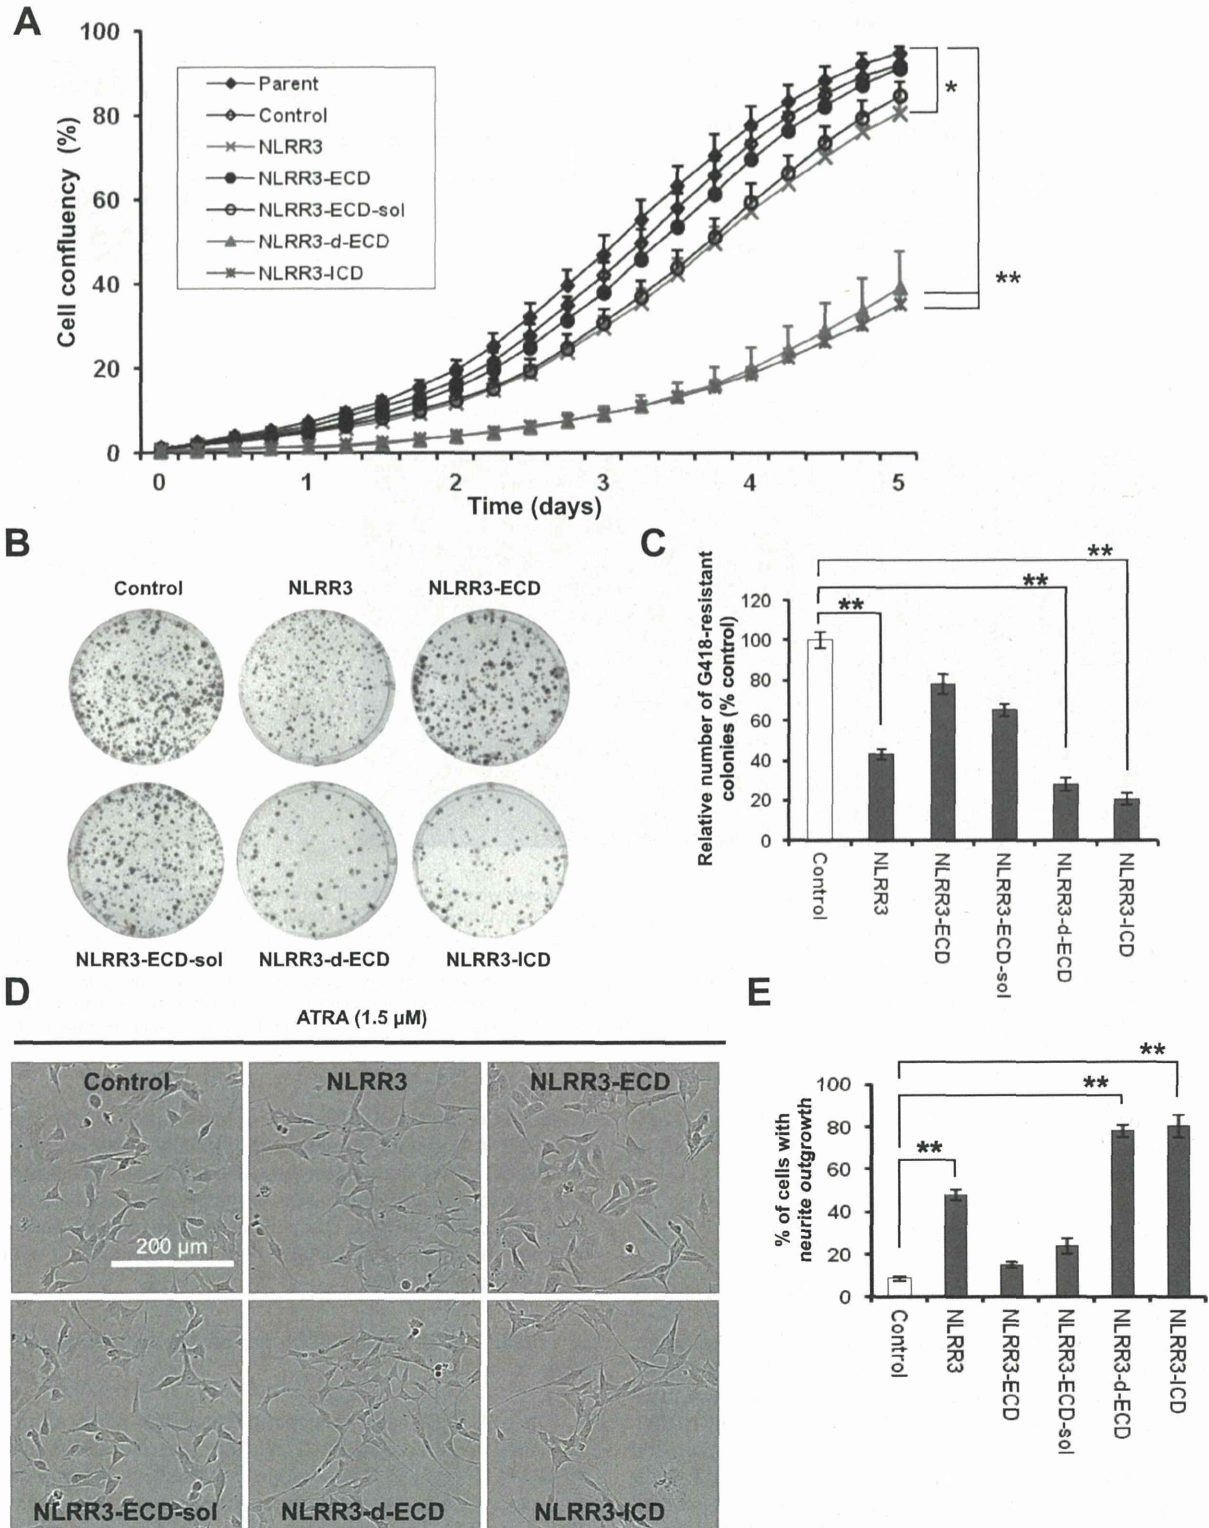 A
100
80
60
40
20
0
Cell confluency (%)
Parent
Control
NLRR3
NLRR3-ECD
NLRR3-ECD-sol
NLRR3-d-ECD
NLRR3-ICD
*
**
0 1 2 3 4 5
Time (days)
B
Control NLRR3 NLRR3-ECD
NLRR3-ECD-sol NLRR3-d-ECD NLRR3-ICD
C
Relative number of G418-resistant
colonies (% control)
120
100
80
60
40
20
0
**
**
**
Control
NLRR3
NLRR3-ECD
NLRR3-ECD-sol
NLRR3-d-ECD
NLRR3-ICD
D
ATRA (1.5 µM)
Control NLRR3 NLRR3-ECD
200 µm
NLRR3-ECD-sol NLRR3-d-ECD NLRR3-ICD
E
% of cells with
neurite outgrowth
100
80
60
40
20
0
**
**
**
Control
NLRR3
NLRR3-ECD
NLRR3-ECD-sol
NLRR3-d-ECD
NLRR3-ICD